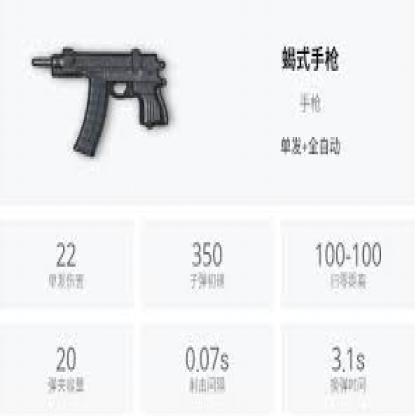 蝎式手枪
手枪
单发+全自动
22
350
100-100
单发伤害
子弹初速
归零距离
20
0.07s
3.1s
弹夹容量
射击间隔
换弹时间